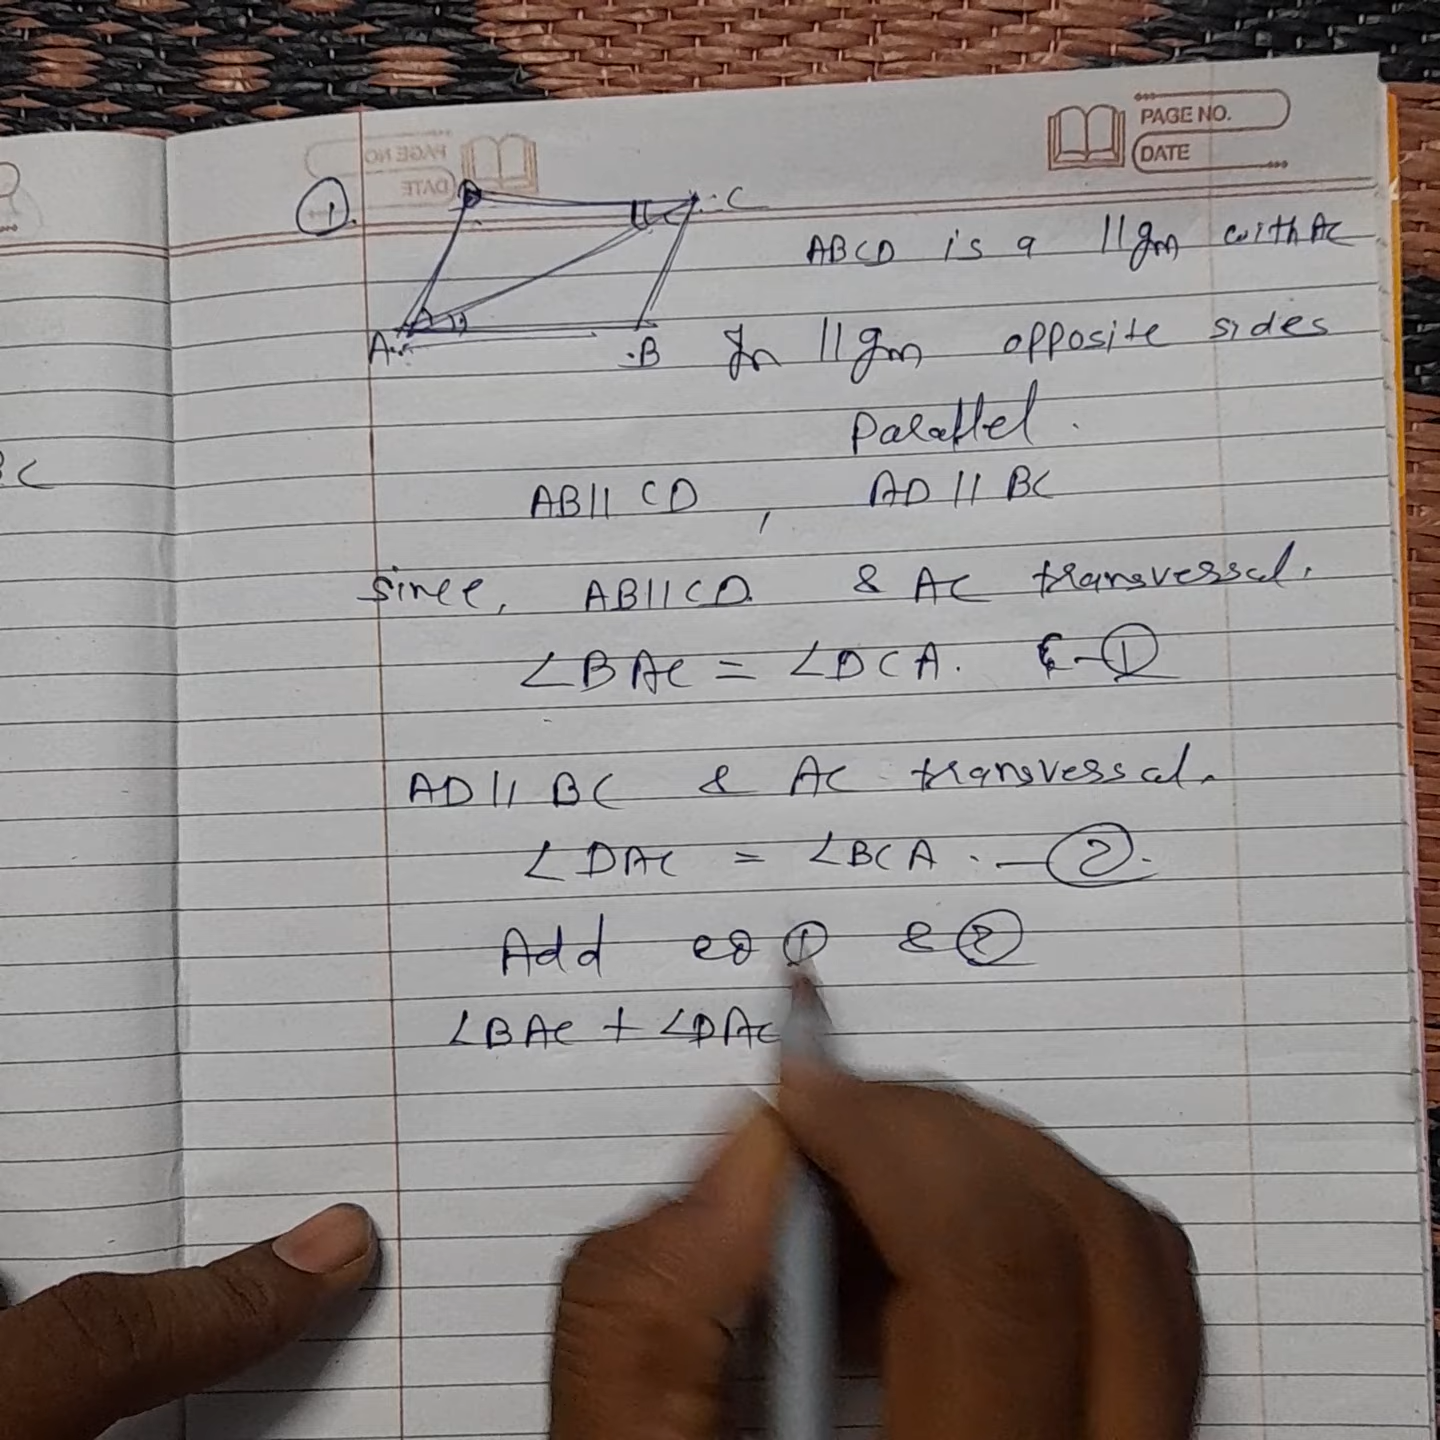 PAGE NO.
DATE
1.
D C
ABCD is a ||gm with AC
A B
In ||gm opposite sides
Parallel.
AB || CD , AD || BC
BC
Since, AB || CD & AC transversal.
∠BAC = ∠DCA. - 1
AD || BC & AC transversal.
∠DAC = ∠BCA. - 2.
Add eq 1 & 2
∠BAC + ∠DAC